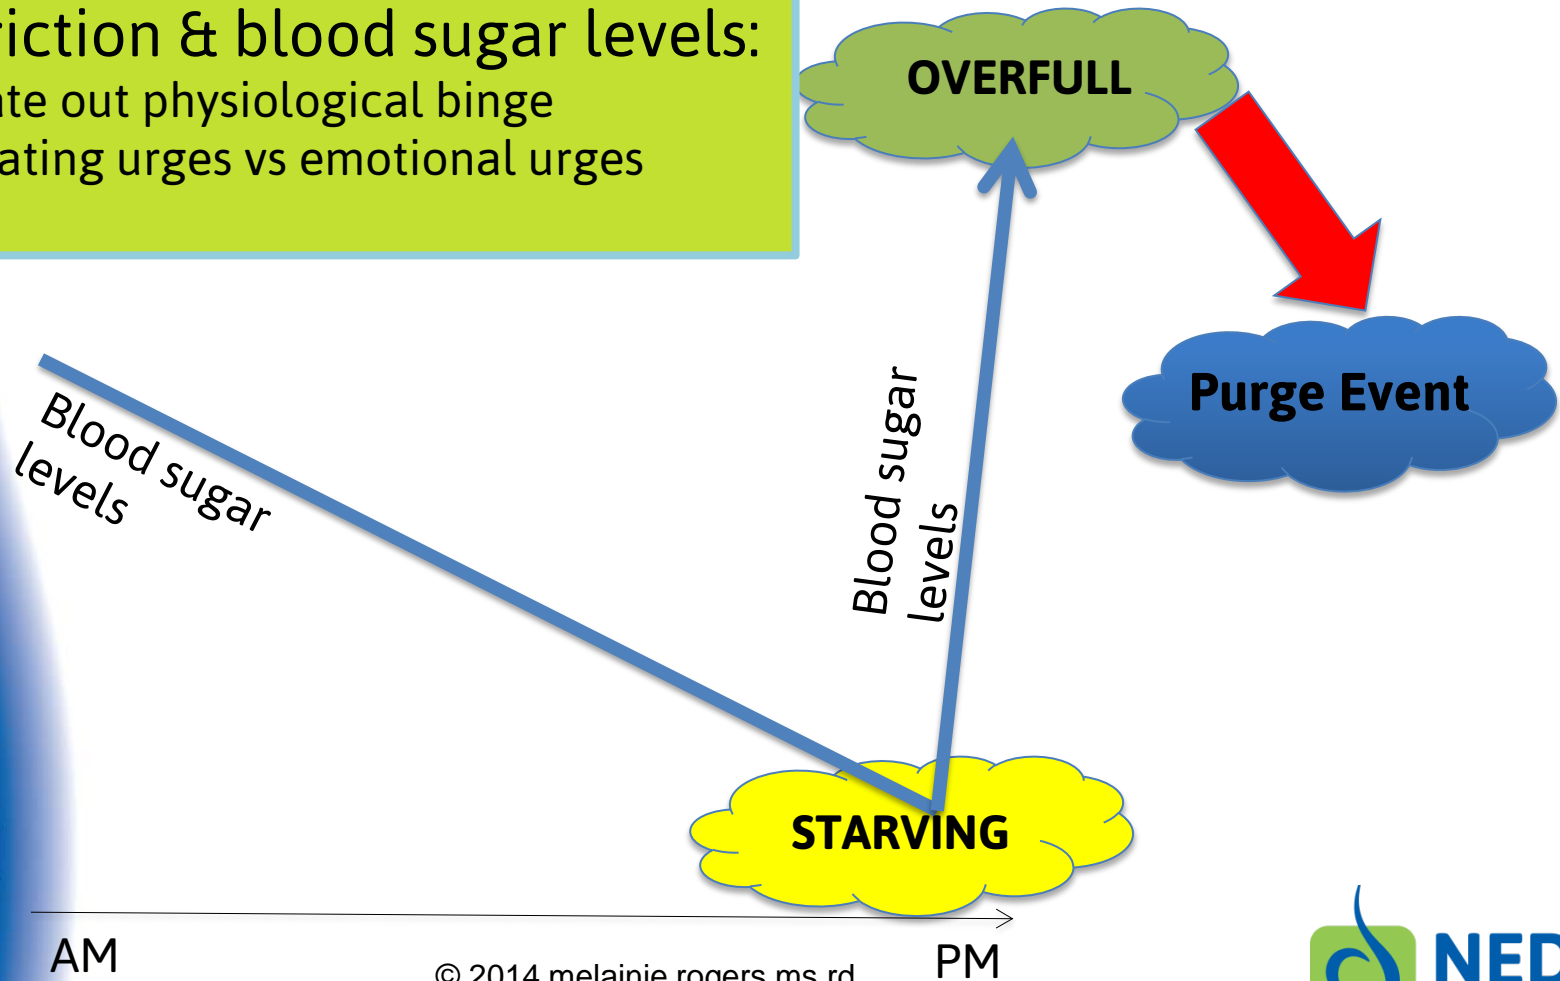 riction & blood sugar levels:
te out physiological binge
ating urges vs emotional urges
OVERFULL
Purge Event
Blood sugar
levels
Blood sugar
levels
STARVING
AM
PM
© 2014 melainie rogers ms rd
NED